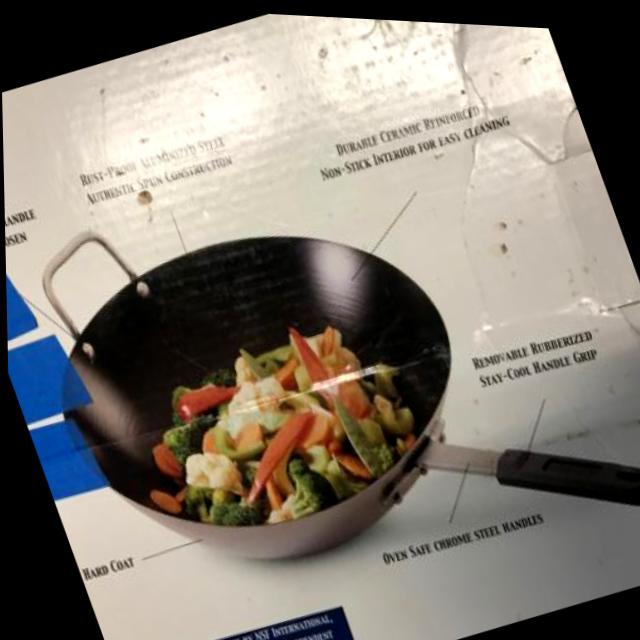 DURABLE CERAMIC REINFORCED
NON-STICK INTERIOR FOR EASY CLEANING
RUST-PROOF ALUMINIZED STEEL
AUTHENTIC SPUN CONSTRUCTION
REMOVABLE RUBBERIZED
STAY-COOL HANDLE GRIP
OVEN SAFE CHROME STEEL HANDLES
HARD COAT
BY NSF INTERNATIONAL,